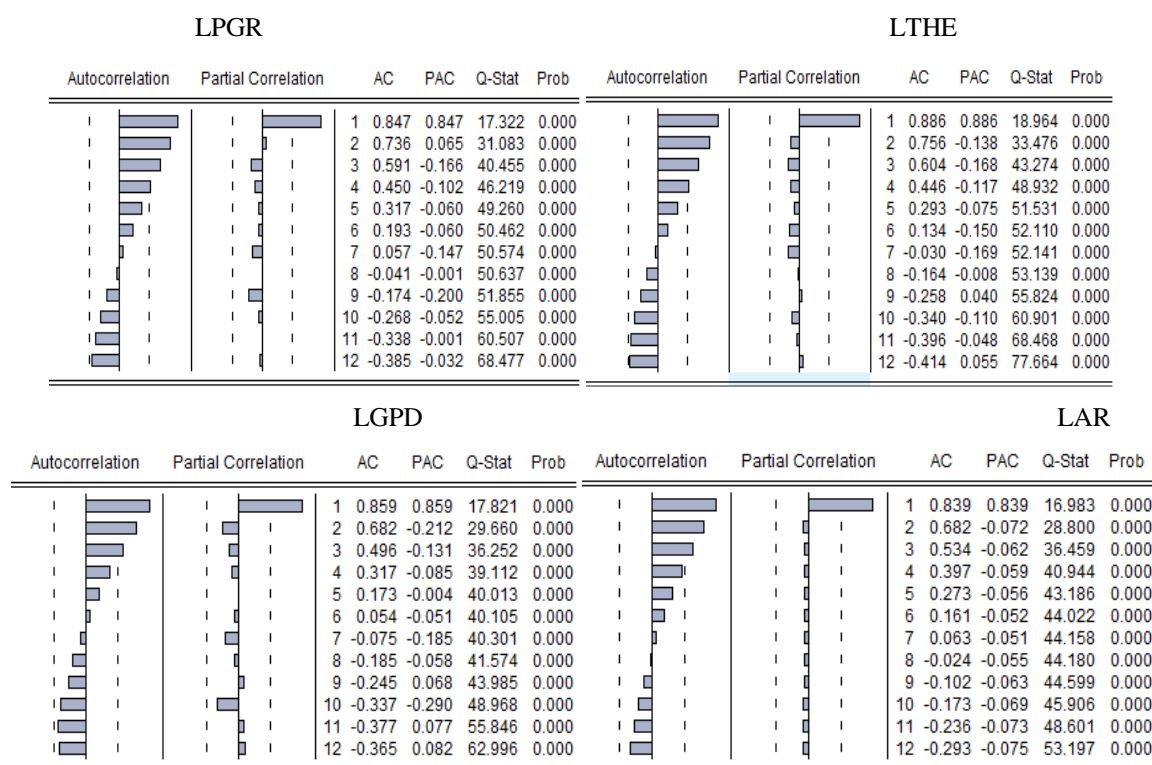 LPGR
Autocorrelation Partial Correlation AC PAC Q-Stat Prob
1 0.847 0.847 17.322 0.000
2 0.736 0.065 31.083 0.000
3 0.591 -0.166 40.455 0.000
4 0.450 -0.102 46.219 0.000
5 0.317 -0.060 49.260 0.000
6 0.193 -0.060 50.462 0.000
7 0.057 -0.147 50.574 0.000
8 -0.041 -0.001 50.637 0.000
9 -0.174 -0.200 51.855 0.000
10 -0.268 -0.052 55.005 0.000
11 -0.338 -0.001 60.507 0.000
12 -0.385 -0.032 68.477 0.000
LTHE
Autocorrelation Partial Correlation AC PAC Q-Stat Prob
1 0.886 0.886 18.964 0.000
2 0.756 -0.138 33.476 0.000
3 0.604 -0.168 43.274 0.000
4 0.446 -0.117 48.932 0.000
5 0.293 -0.075 51.531 0.000
6 0.134 -0.150 52.110 0.000
7 -0.030 -0.169 52.141 0.000
8 -0.164 -0.008 53.139 0.000
9 -0.258 0.040 55.824 0.000
10 -0.340 -0.110 60.901 0.000
11 -0.396 -0.048 68.468 0.000
12 -0.414 0.055 77.664 0.000
LGPD
Autocorrelation Partial Correlation AC PAC Q-Stat Prob
1 0.859 0.859 17.821 0.000
2 0.682 -0.212 29.660 0.000
3 0.496 -0.131 36.252 0.000
4 0.317 -0.085 39.112 0.000
5 0.173 -0.004 40.013 0.000
6 0.054 -0.051 40.105 0.000
7 -0.075 -0.185 40.301 0.000
8 -0.185 -0.058 41.574 0.000
9 -0.245 0.068 43.985 0.000
10 -0.337 -0.290 48.968 0.000
11 -0.377 0.077 55.846 0.000
12 -0.365 0.082 62.996 0.000
LAR
Autocorrelation Partial Correlation AC PAC Q-Stat Prob
1 0.839 0.839 16.983 0.000
2 0.682 -0.072 28.800 0.000
3 0.534 -0.062 36.459 0.000
4 0.397 -0.059 40.944 0.000
5 0.273 -0.056 43.186 0.000
6 0.161 -0.052 44.022 0.000
7 0.063 -0.051 44.158 0.000
8 -0.024 -0.055 44.180 0.000
9 -0.102 -0.063 44.599 0.000
10 -0.173 -0.069 45.906 0.000
11 -0.236 -0.073 48.601 0.000
12 -0.293 -0.075 53.197 0.000